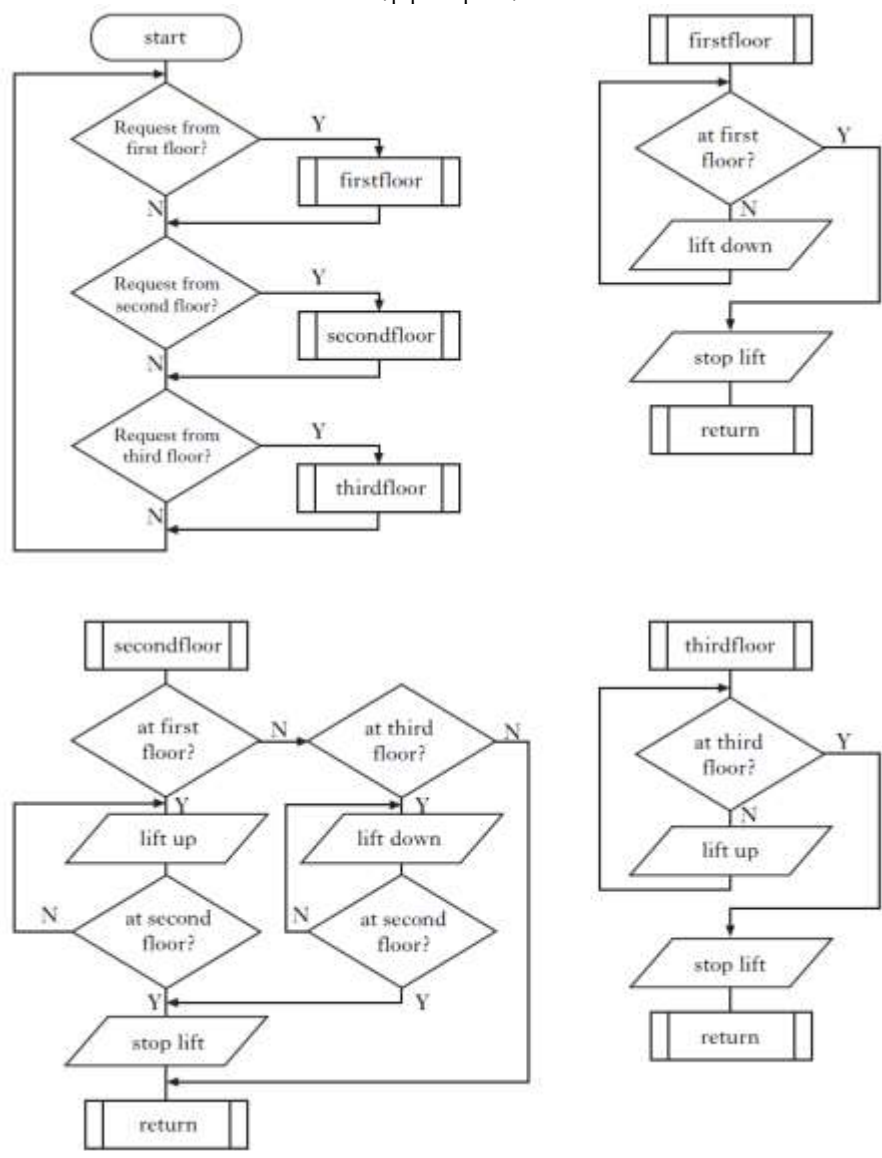 start
Request from
first floor?
Y
firstfloor
N
Request from
second floor?
Y
secondfloor
N
Request from
third floor?
Y
thirdfloor
N
firstfloor
at first
floor?
Y
N
lift down
stop lift
return
secondfloor
at first
floor?
N
at third
floor?
N
Y
lift up
Y
lift down
N
at second
floor?
N
at second
floor?
Y
Y
stop lift
return
thirdfloor
at third
floor?
Y
N
lift up
stop lift
return